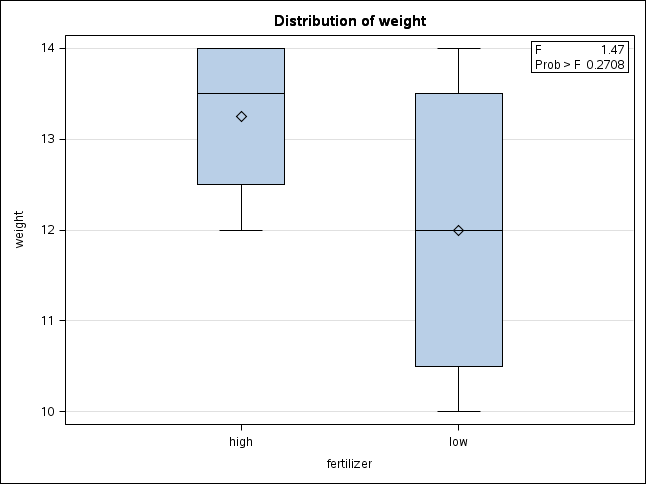 Distribution of weight
F 1.47
Prob > F 0.2708
14
13
12
11
10
weight
high low
fertilizer